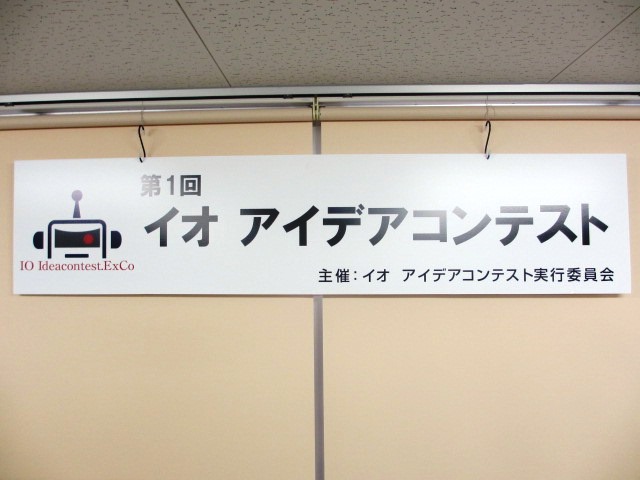 第1回
イオ アイデアコンテスト
IO Ideacontest.ExCo
主催：イオ アイデアコンテスト実行委員会